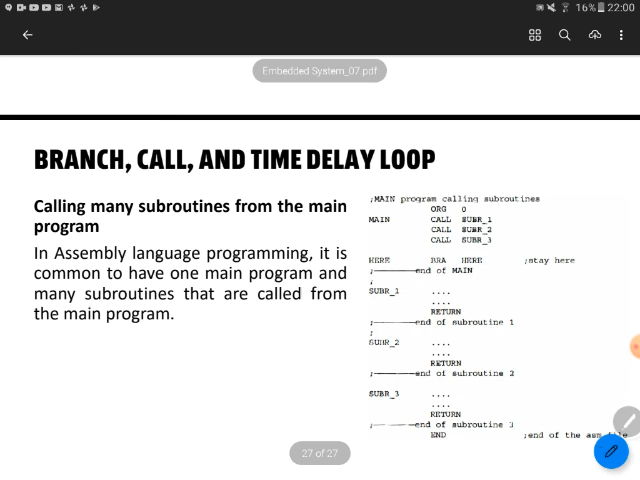 16% 22:00
Embedded System_07.pdf
BRANCH, CALL, AND TIME DELAY LOOP
Calling many subroutines from the main
program
In Assembly language programming, it is
common to have one main program and
many subroutines that are called from
the main program.
;MAIN program calling subroutines
ORG 0
MAIN CALL SUBR_1
CALL SUBR_2
CALL SUBR_3
HERE BRA HERE ;stay here
;———end of MAIN
;
SUBR_1 ....
....
RETURN
;———end of subroutine 1
;
SUBR_2 ....
....
RETURN
;———end of subroutine 2
SUBR_3 ....
....
RETURN
;———end of subroutine 3
END ;end of the asm file
27 of 27